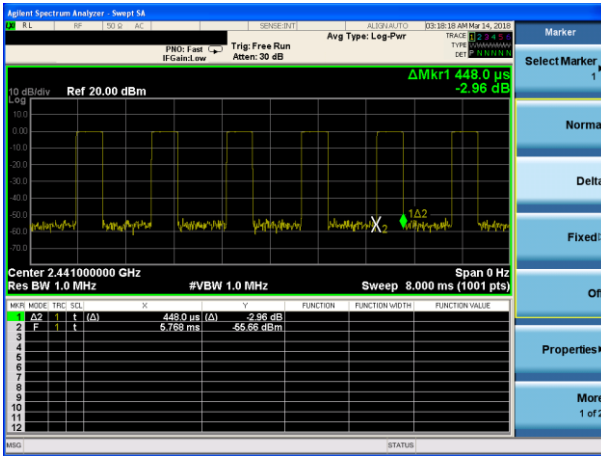 Agilent Spectrum Analyzer - Swept SA
RL RF 50 Ω AC SENSE:INT ALIGN AUTO 03:18:18 AM Mar 14, 2018
Avg Type: Log-Pwr
TRACE 1 2 3 4 5 6
TYPE
DET P N N N N N
PNO: Fast
IFGain:Low
Trig: Free Run
Atten: 30 dB
ΔMkr1 448.0 µs
-2.96 dB
10 dB/div
Log
Ref 20.00 dBm
10.0
0.00
-10.0
-20.0
-30.0
-40.0
-50.0
-60.0
-70.0
1Δ2
2
Center 2.441000000 GHz
Span 0 Hz
Res BW 1.0 MHz
#VBW 1.0 MHz
Sweep 8.000 ms (1001 pts)
MKR MODE TRC SCL X Y FUNCTION FUNCTION WIDTH FUNCTION VALUE
1 Δ2 1 t (Δ) 448.0 µs (Δ) -2.96 dB
2 F 1 t 5.768 ms -55.66 dBm
3
4
5
6
7
8
9
10
11
12
MSG
STATUS
Marker
Select Marker
1
Norma
Delta
Fixed
Of
Properties
More
1 of 2